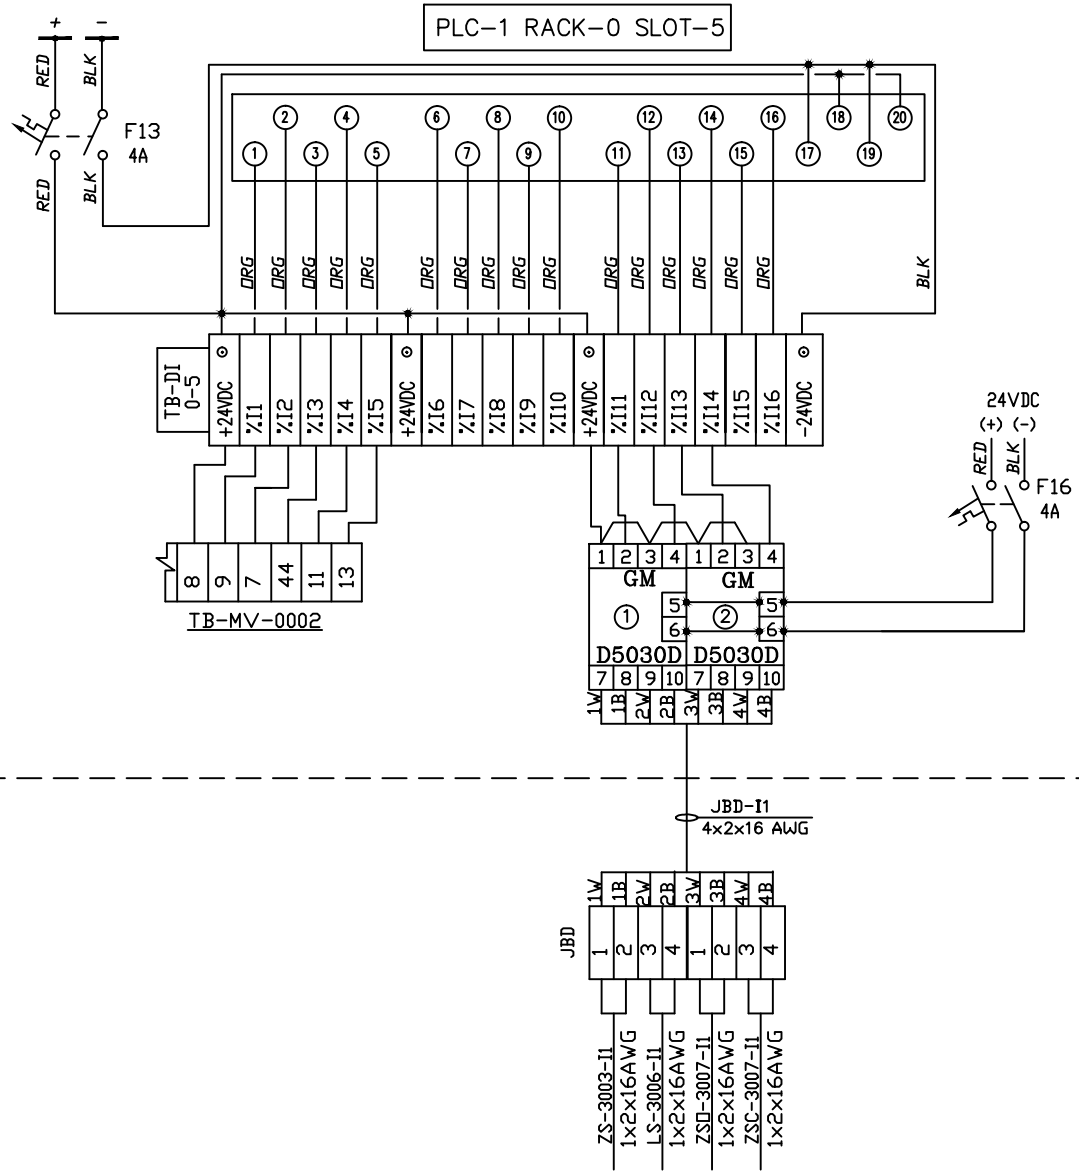 PLC-1 RACK-0 SLOT-5
+ -
RED BLK
F13
4A
RED BLK
2 4 6 8 10 12 14 16 18 20
1 3 5 7 9 11 13 15 17 19
ORG ORG ORG ORG ORG ORG ORG ORG ORG ORG ORG ORG ORG ORG ORG ORG BLK
TB-DI
0-5
+24VDC %I1 %I2 %I3 %I4 %I5 +24VDC %I6 %I7 %I8 %I9 %I10 +24VDC %I11 %I12 %I13 %I14 %I15 %I16 -24VDC
24VDC
(+) (-)
RED BLK
F16
4A
8 9 7 44 11 13
TB-MV-0002
1 2 3 4 1 2 3 4
GM GM
5 5
1 2
6 6
D5030D D5030D
7 8 9 10 7 8 9 10
1W 1B 2W 2B 3W 3B 4W 4B
JBD-I1
4x2x16 AWG
1W 1B 2W 2B 3W 3B 4W 4B
JBD
1 2 3 4 1 2 3 4
ZS-3003-I1
1x2x16AWG
LS-3006-I1
1x2x16AWG
ZSO-3007-I1
1x2x16AWG
ZSC-3007-I1
1x2x16AWG